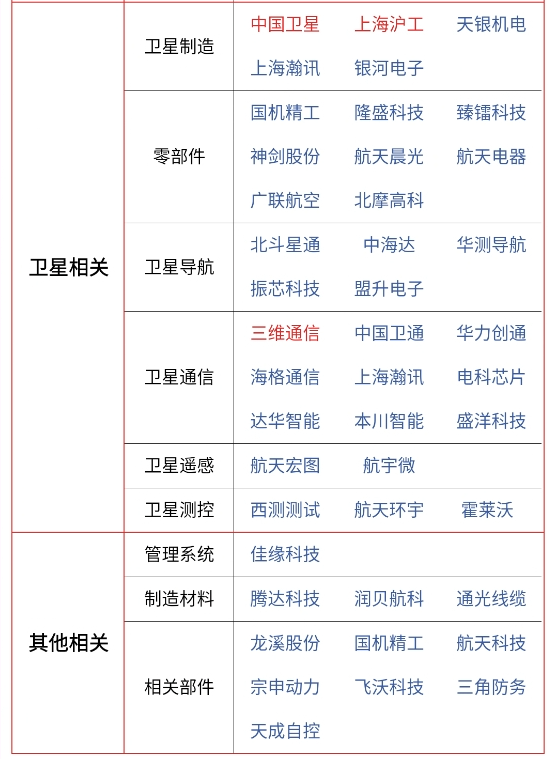 卫星相关
卫星制造
中国卫星 上海沪工 天银机电
上海瀚讯 银河电子
零部件
国机精工 隆盛科技 臻镭科技
神剑股份 航天晨光 航天电器
广联航空 北摩高科
卫星导航
北斗星通 中海达 华测导航
振芯科技 盟升电子
卫星通信
三维通信 中国卫通 华力创通
海格通信 上海瀚讯 电科芯片
达华智能 本川智能 盛洋科技
卫星遥感
航天宏图 航宇微
卫星测控
西测测试 航天环宇 霍莱沃
其他相关
管理系统
佳缘科技
制造材料
腾达科技 润贝航科 通光线缆
相关部件
龙溪股份 国机精工 航天科技
宗申动力 飞沃科技 三角防务
天成自控